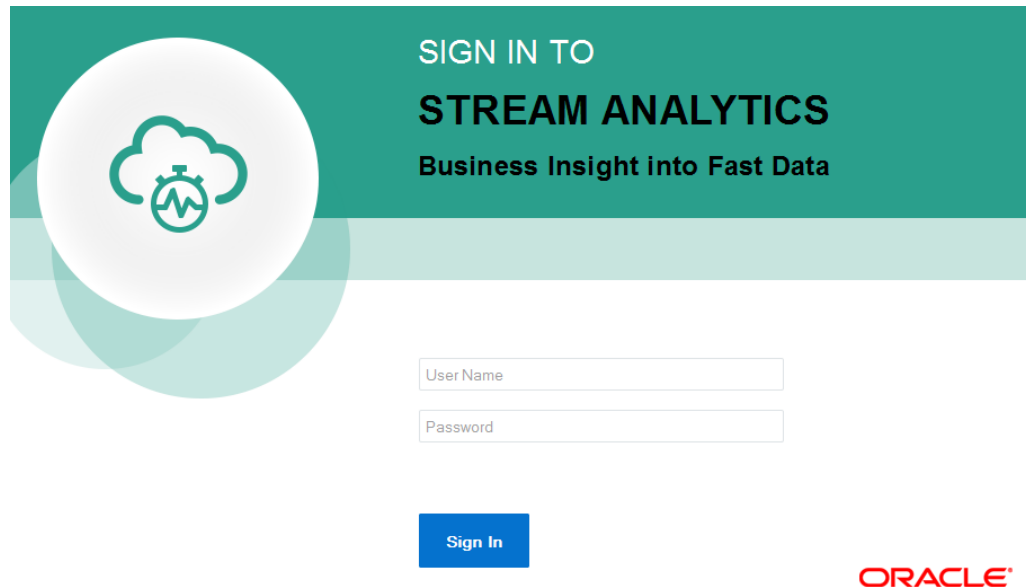 SIGN IN TO
STREAM ANALYTICS
Business Insight into Fast Data
User Name
Password
Sign In
ORACLE®